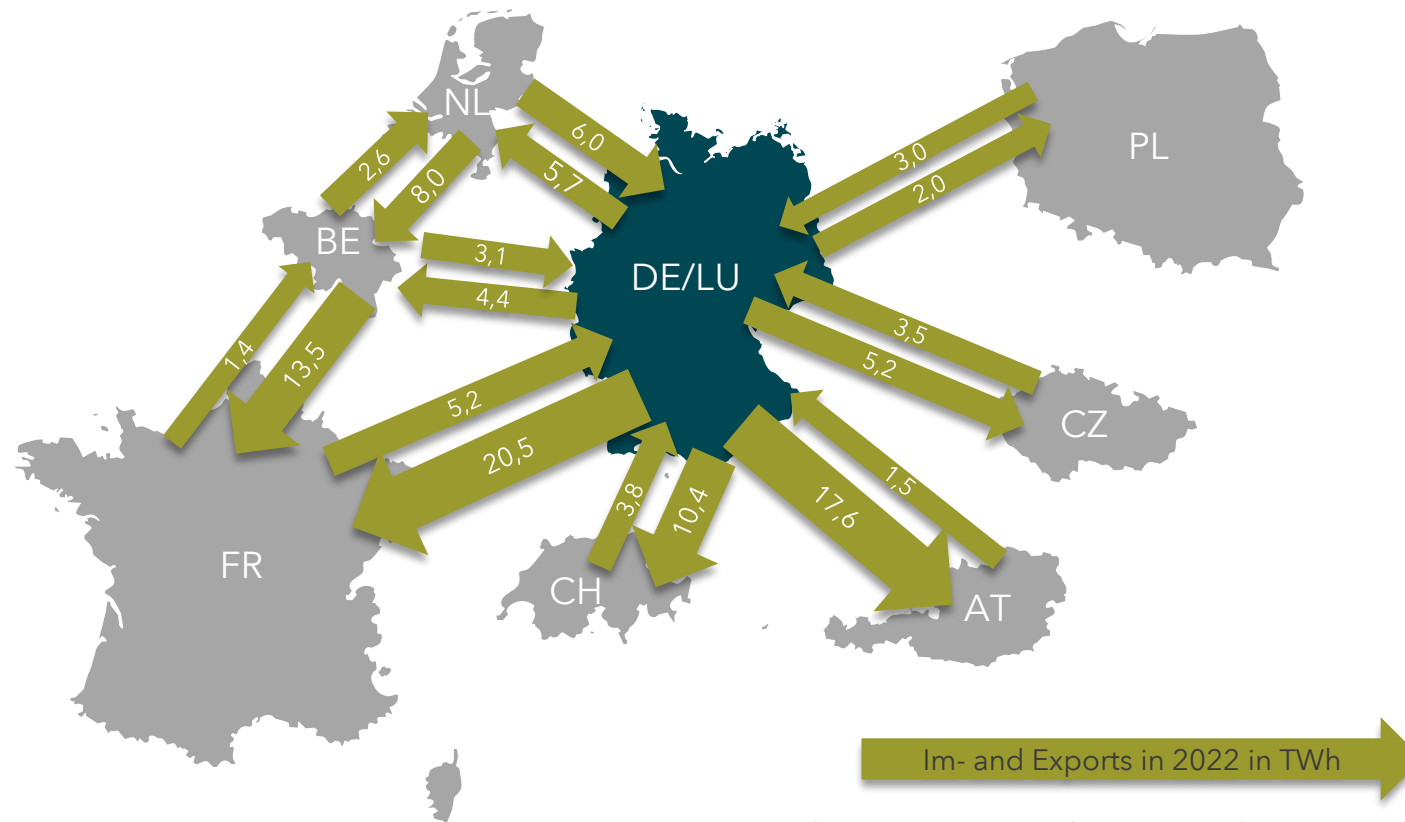 NL
PL
6,0
2,6
8,0
5,7
3,0
2,0
BE
3,1
DE/LU
4,4
3,5
5,2
1,4
13,5
5,2
20,5
CZ
3,8
10,4
17,6
1,5
FR
CH
AT
Im- and Exports in 2022 in TWh